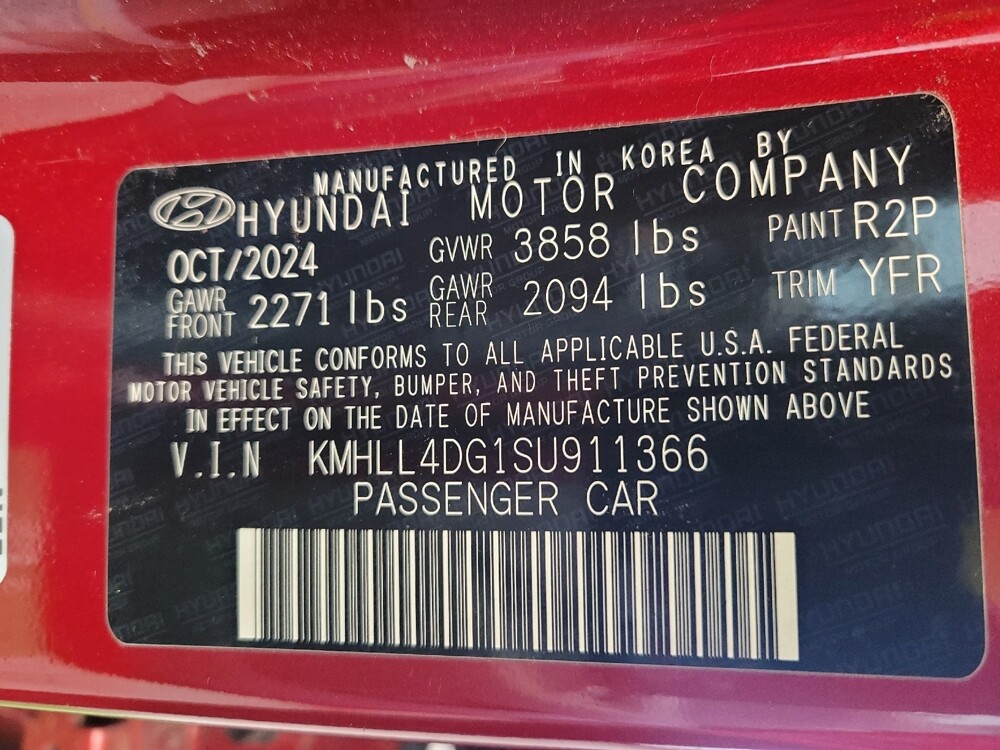 MANUFACTURED IN KOREA BY
HYUNDAI MOTOR COMPANY
OCT/2024 GVWR 3858 lbs PAINT R2P
GAWR FRONT 2271 lbs GAWR REAR 2094 lbs TRIM YFR
THIS VEHICLE CONFORMS TO ALL APPLICABLE U.S.A. FEDERAL
MOTOR VEHICLE SAFETY, BUMPER, AND THEFT PREVENTION STANDARDS
IN EFFECT ON THE DATE OF MANUFACTURE SHOWN ABOVE
V.I.N KMHLL4DG1SU911366
PASSENGER CAR